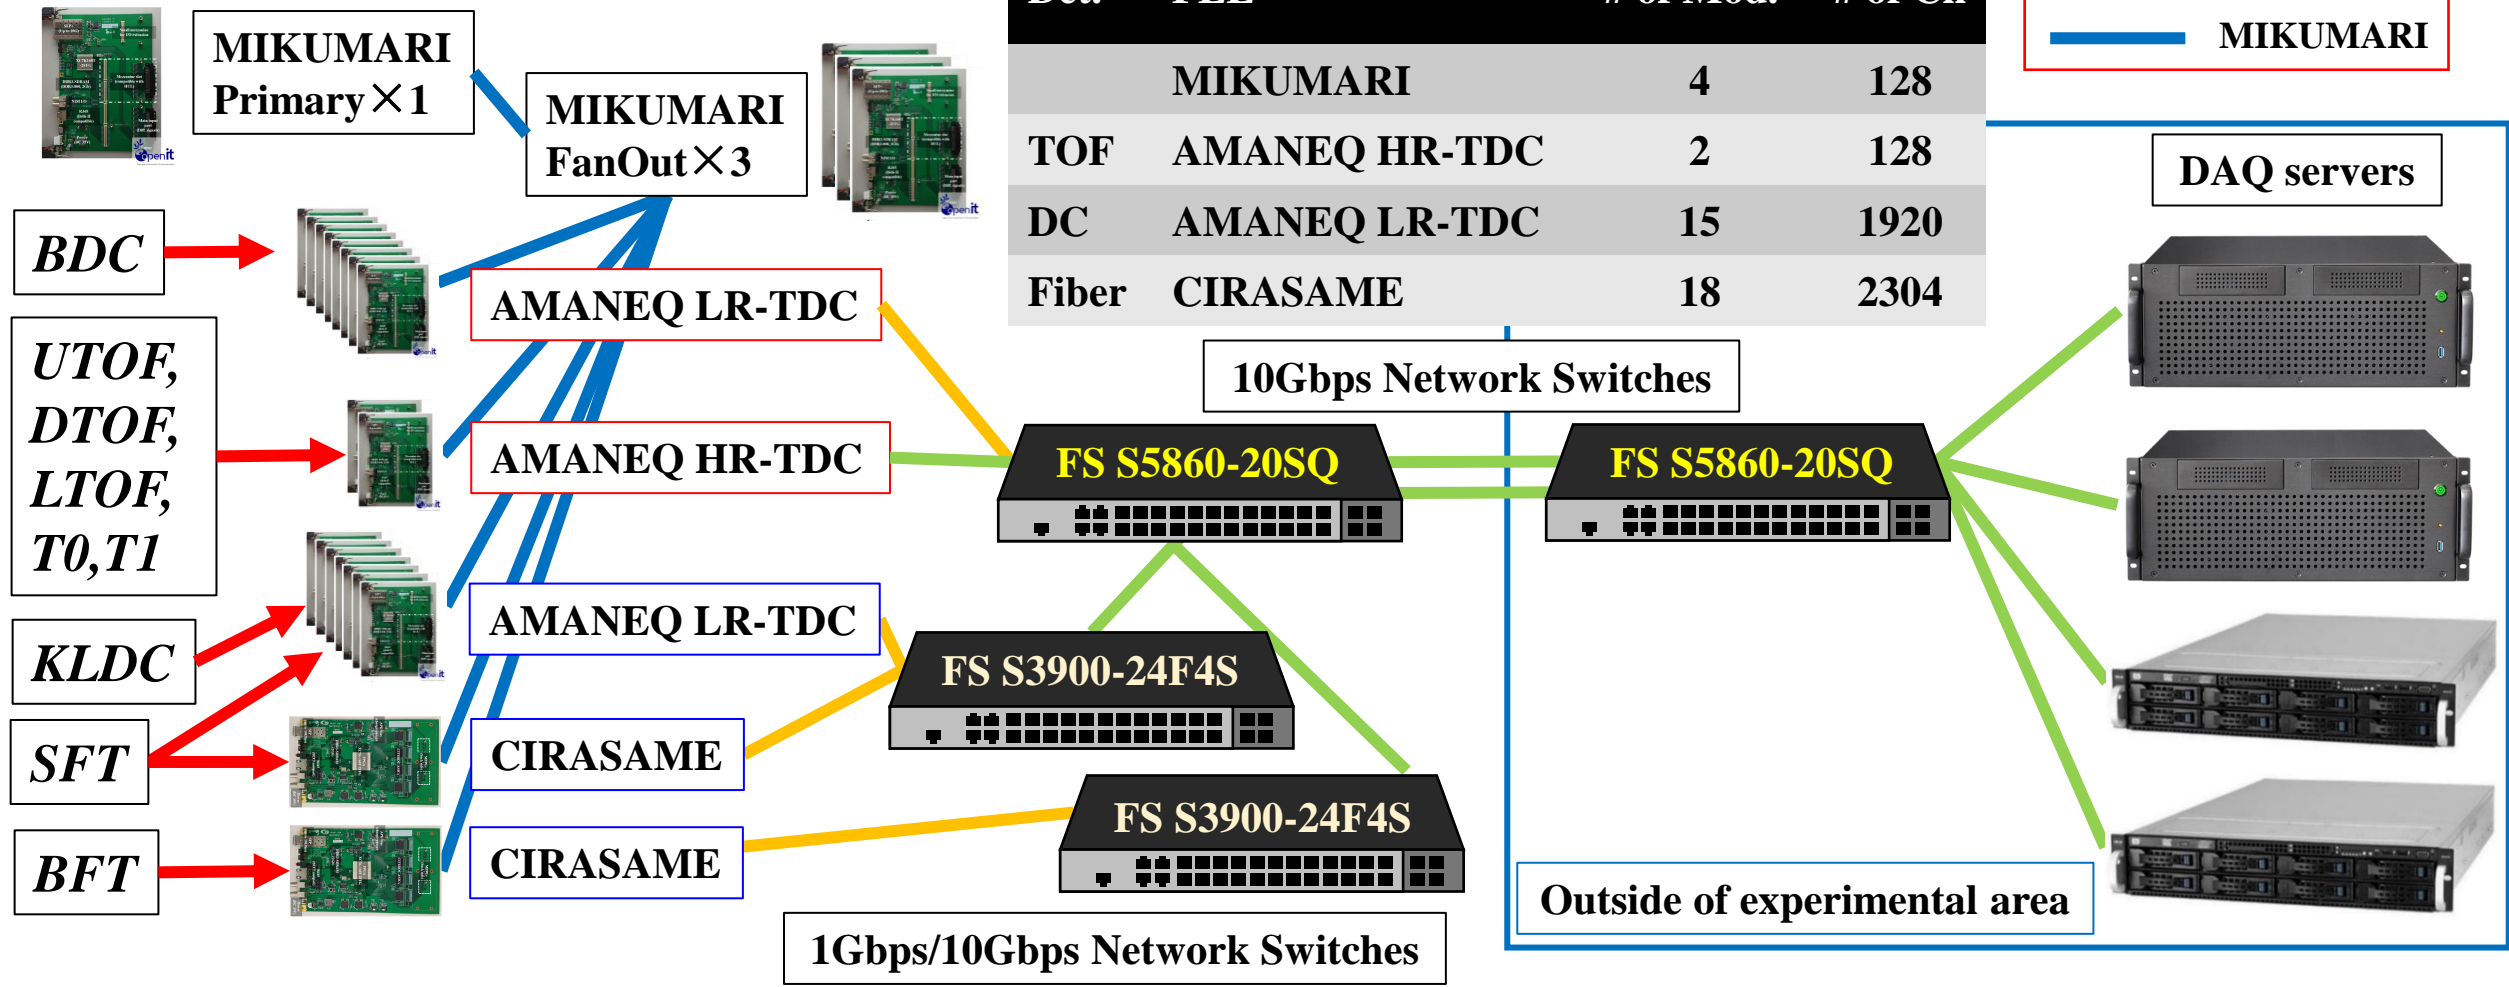 MIKUMARI
Primary×1
MIKUMARI
FanOut×3
MIKUMARI
MIKUMARI 4 128
TOF AMANEQ HR-TDC 2 128
DC AMANEQ LR-TDC 15 1920
Fiber CIRASAME 18 2304
DAQ servers
BDC
UTOF,
DTOF,
LTOF,
T0,T1
KLDC
SFT
BFT
AMANEQ LR-TDC
AMANEQ HR-TDC
AMANEQ LR-TDC
CIRASAME
CIRASAME
10Gbps Network Switches
FS S5860-20SQ
FS S5860-20SQ
FS S3900-24F4S
FS S3900-24F4S
1Gbps/10Gbps Network Switches
Outside of experimental area
Openit
Openit